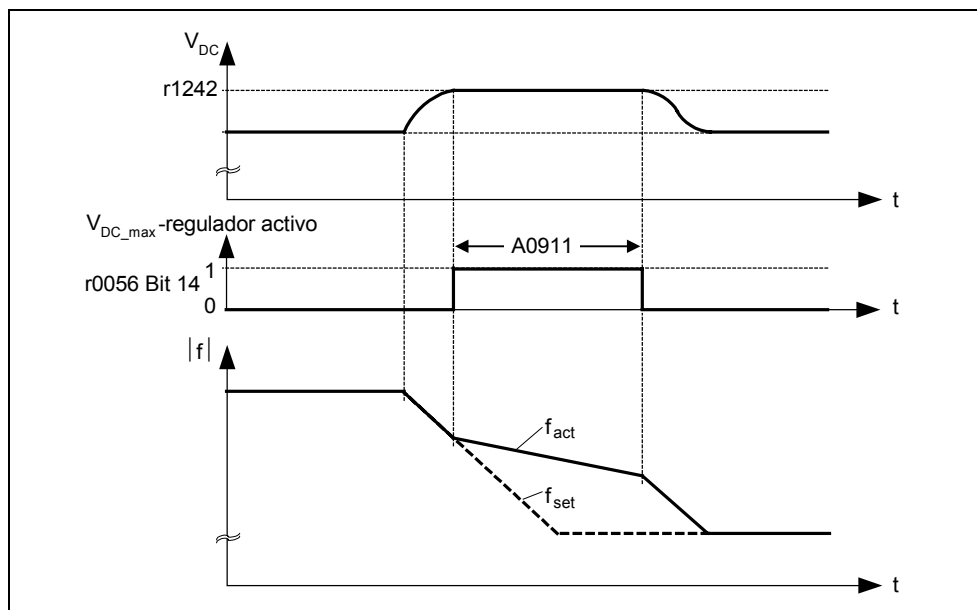 V_DC
r1242
t
V_DC_max-regulador activo
A0911
1
r0056 Bit 14
0
t
|f|
f_act
f_set
t